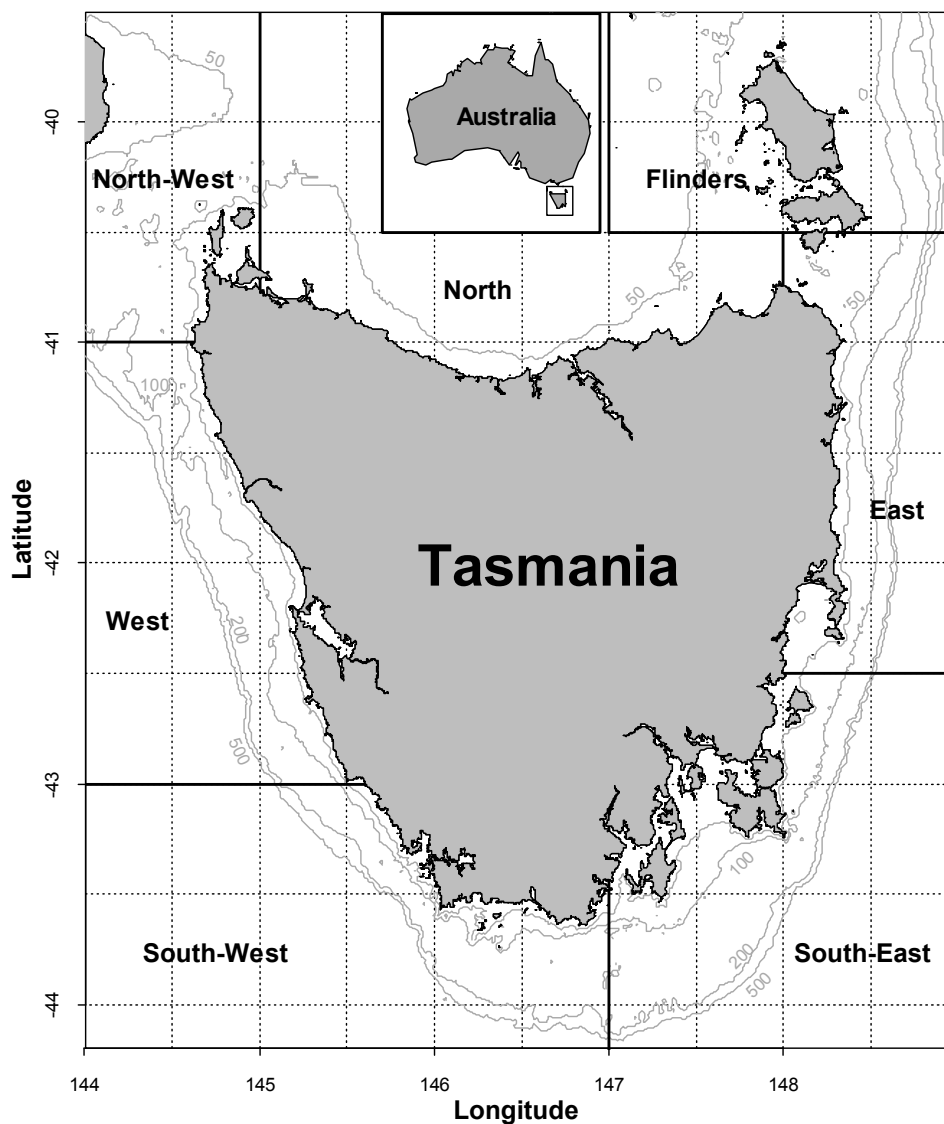 50
-40
Australia
North-West
Flinders
North
50
50
-41
100
Latitude
East
Tasmania
-42
West
200
500
-43
100
South-West
South-East
200
500
-44
144
145
146
147
148
Longitude